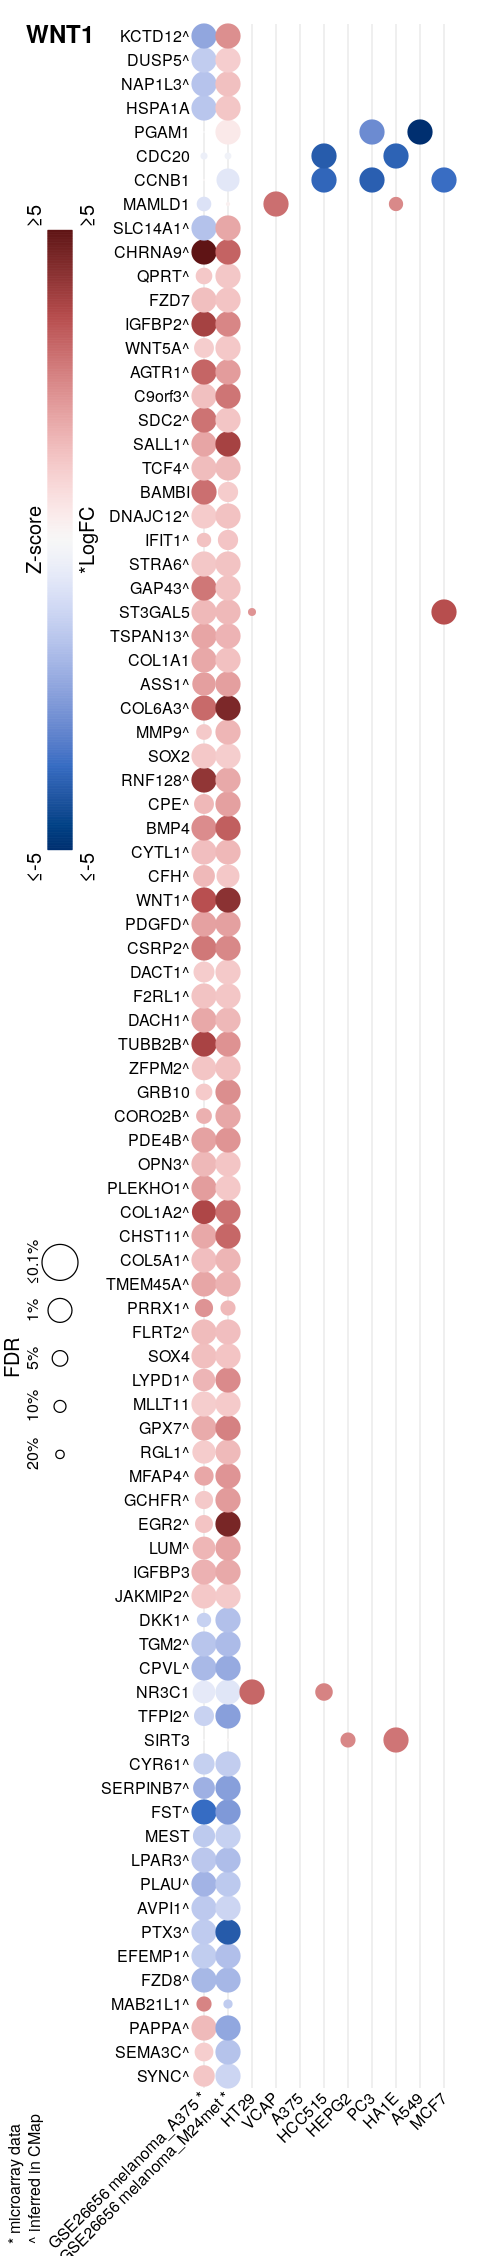 WNT1
KCTD12^
DUSP5^
NAP1L3^
HSPA1A
PGAM1
CDC20
CCNB1
MAMLD1
SLC14A1^
CHRNA9^
QPRT^
FZD7
IGFBP2^
WNT5A^
AGTR1^
C9orf3^
SDC2^
SALL1^
TCF4^
BAMBI
DNAJC12^
IFIT1^
STRA6^
GAP43^
ST3GAL5
TSPAN13^
COL1A1
ASS1^
COL6A3^
MMP9^
SOX2
RNF128^
CPE^
BMP4
CYTL1^
CFH^
WNT1^
PDGFD^
CSRP2^
DACT1^
F2RL1^
DACH1^
TUBB2B^
ZFPM2^
GRB10
CORO2B^
PDE4B^
OPN3^
PLEKHO1^
COL1A2^
CHST11^
COL5A1^
TMEM45A^
PRRX1^
FLRT2^
SOX4
LYPD1^
MLLT11
GPX7^
RGL1^
MFAP4^
GCHFR^
EGR2^
LUM^
IGFBP3
JAKMIP2^
DKK1^
TGM2^
CPVL^
NR3C1
TFPI2^
SIRT3
CYR61^
SERPINB7^
FST^
MEST
LPAR3^
PLAU^
AVPI1^
PTX3^
EFEMP1^
FZD8^
MAB21L1^
PAPPA^
SEMA3C^
SYNC^
≥5
≥5
Z-score
*LogFC
≤-5
≤-5
FDR
≤0.1%
1%
5%
10%
20%
GSE26656 melanoma_A375*
GSE26656 melanoma_M24met*
HT29
VCAP
A375
HCC515
HEPG2
PC3
HA1E
A549
MCF7
* microarray data
^ Inferred in CMap